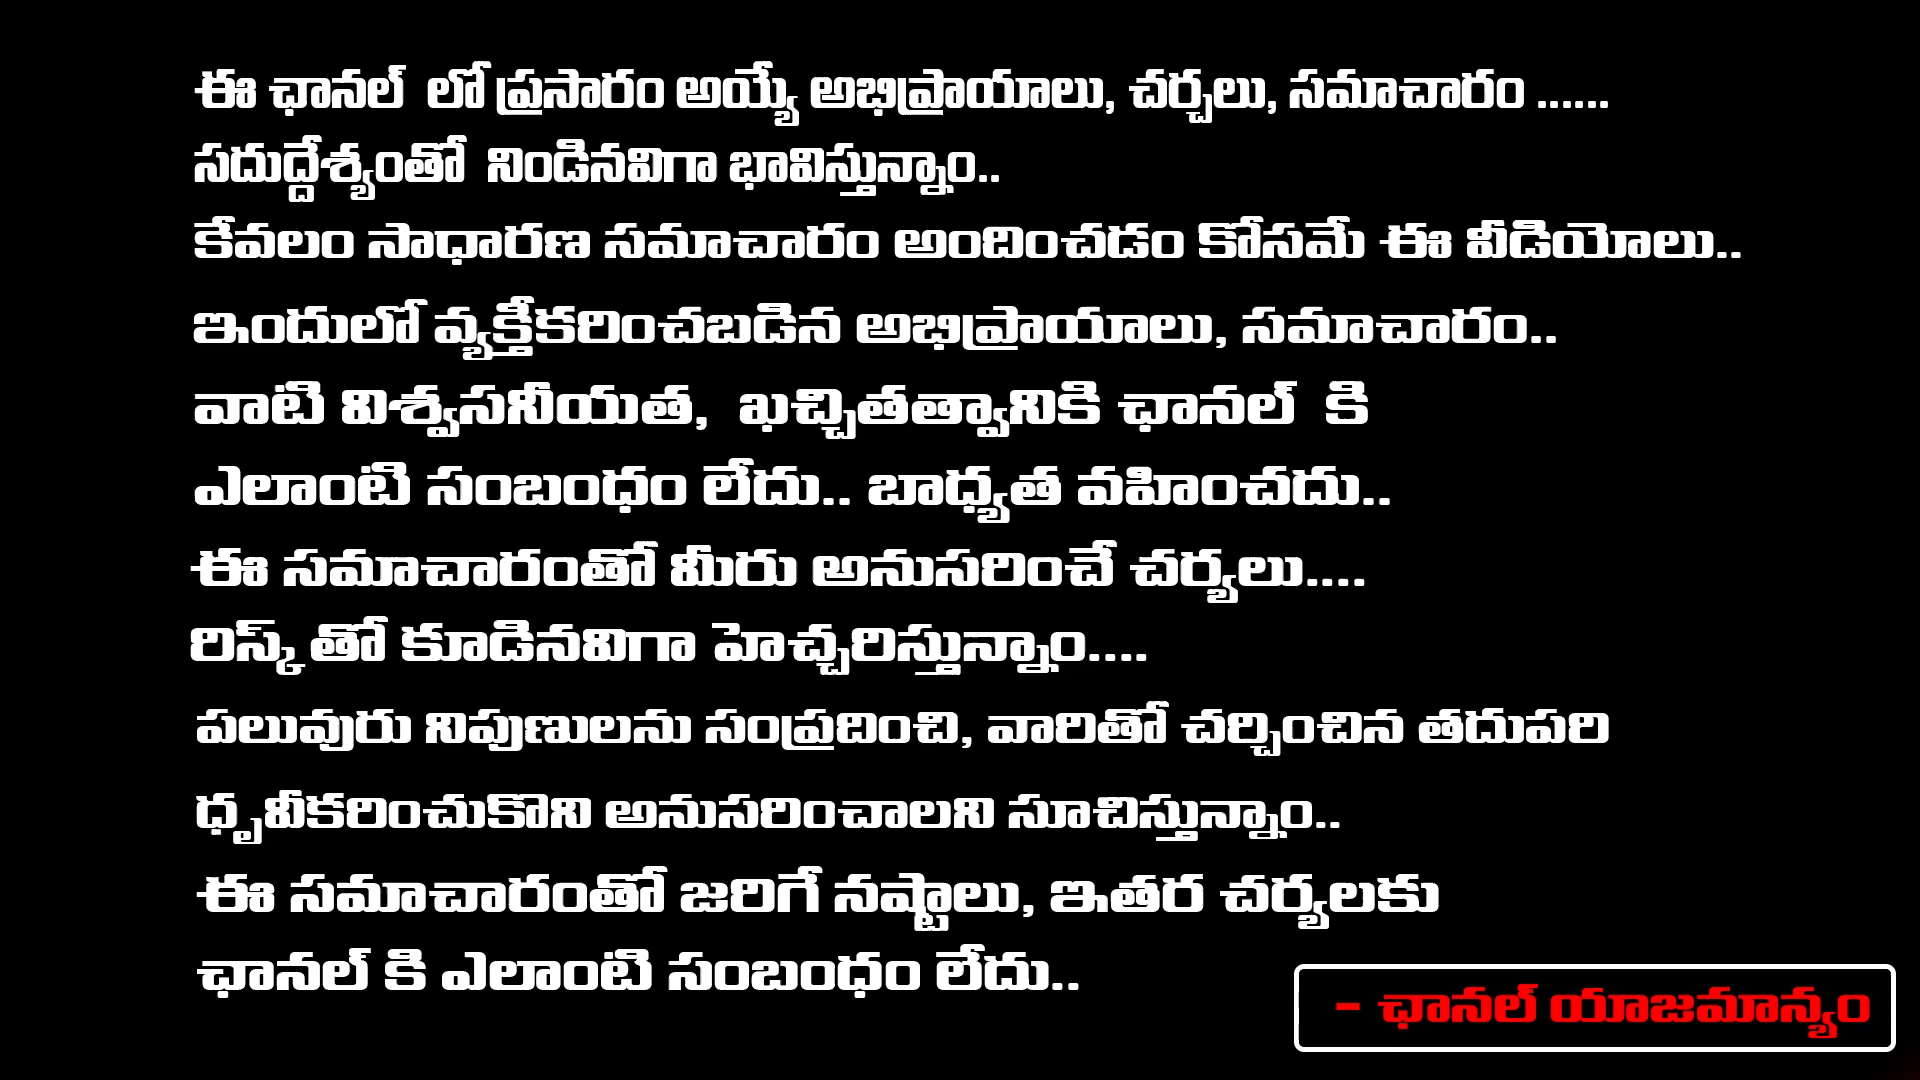 ఈ ఛానల్ లో ప్రసారం అయ్యే అభిప్రాయాలు, చర్చలు, సమాచారం ......
సదుద్దేశ్యంతో నిండినవిగా భావిస్తున్నాం..
కేవలం సాధారణ సమాచారం అందించడం కోసమే ఈ వీడియోలు..
ఇందులో వ్యక్తీకరించబడిన అభిప్రాయాలు, సమాచారం..
వాటి విశ్వసనీయత, ఖచ్చితత్వానికి ఛానల్ కి
ఎలాంటి సంబంధం లేదు.. బాధ్యత వహించదు..
ఈ సమాచారంతో మీరు అనుసరించే చర్యలు....
రిస్క్ తో కూడినవిగా హెచ్చరిస్తున్నాం....
పలువురు నిపుణులను సంప్రదించి, వారితో చర్చించిన తదుపరి
ధృవీకరించుకొని అనుసరించాలని సూచిస్తున్నాం..
ఈ సమాచారంతో జరిగే నష్టాలు, ఇతర చర్యలకు
ఛానల్ కి ఎలాంటి సంబంధం లేదు..
- ఛానల్ యాజమాన్యం